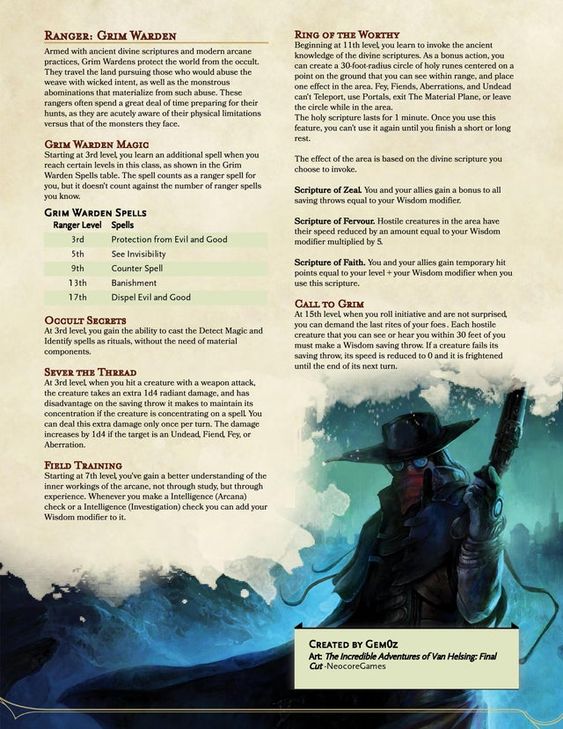 Ranger: Grim Warden
Armed with ancient divine scriptures and modern arcane
practices, Grim Wardens protect the world from the occult.
They travel the land pursuing those who would abuse the
weave with wicked intent, as well as the monstrous
abominations that materialize from such abuse. These
rangers often spend a great deal of time preparing for their
hunts, as they are acutely aware of their physical limitations
versus that of the monsters they face.
Grim Warden Magic
Starting at 3rd level, you learn an additional spell when you
reach certain levels in this class, as shown in the Grim
Warden Spells table. The spell counts as a ranger spell for
you, but it doesn't count against the number of ranger spells
you know.
Grim Warden Spells
Ranger Level Spells
3rd Protection from Evil and Good
5th See Invisibility
9th Counter Spell
13th Banishment
17th Dispel Evil and Good
Occult Secrets
At 3rd level, you gain the ability to cast the Detect Magic and
Identify spells as rituals, without the need of material
components.
Sever the Thread
At 3rd level, when you hit a creature with a weapon attack,
the creature takes an extra 1d4 radiant damage, and has
disadvantage on the saving throw it makes to maintain its
concentration if the creature is concentrating on a spell. You
can deal this extra damage only once per turn. The damage
increases by 1d4 if the target is an Undead, Fiend, Fey, or
Aberration.
Field Training
Starting at 7th level, you've gain a better understanding of the
inner workings of the arcane, not through study, but through
experience. Whenever you make a Intelligence (Arcana)
check or a Intelligence (Investigation) check you can add your
Wisdom modifier to it.
Ring of the Worthy
Beginning at 11th level, you learn to invoke the ancient
knowledge of the divine scriptures. As a bonus action, you
can create a 30-foot-radius circle of holy runes centered on a
point on the ground that you can see within range, and place
one effect in the area. Fey, Fiends, Aberrations, and Undead
can't Teleport, use Portals, exit The Material Plane, or leave
the circle while in the area.
The holy scripture lasts for 1 minute. Once you use this
feature, you can't use it again until you finish a short or long
rest.
The effect of the area is based on the divine scripture you
choose to invoke.
Scripture of Zeal. You and your allies gain a bonus to all
saving throws equal to your Wisdom modifier.
Scripture of Fervour. Hostile creatures in the area have
their speed reduced by an amount equal to your Wisdom
modifier multiplied by 5.
Scripture of Faith. You and your allies gain temporary hit
points equal to your level + your Wisdom modifier when you
use this scripture.
Call to Grim
At 15th level, when you roll initiative and are not surprised,
you can demand the last rites of your foes . Each hostile
creature that you can see or hear you within 30 feet of you
must make a Wisdom saving throw. If a creature fails its
saving throw, its speed is reduced to 0 and it is frightened
until the end of its next turn.
Created by Gem0z
Art: The Incredible Adventures of Van Helsing: Final
Cut -NeocoreGames